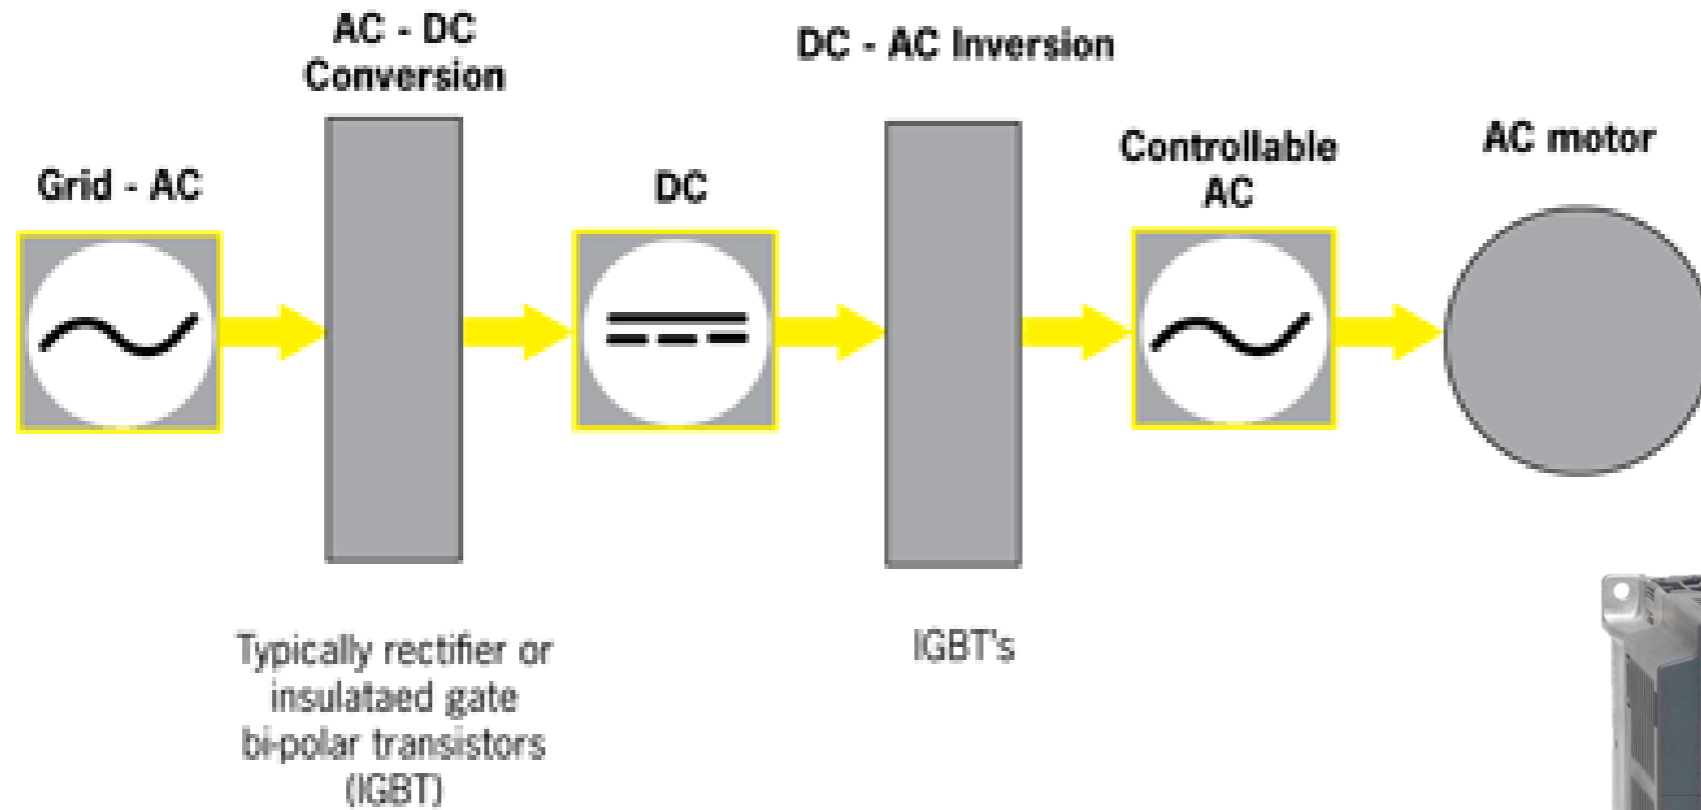 AC - DC
Conversion
DC - AC Inversion
Grid - AC
DC
Controllable
AC
AC motor
Typically rectifier or
insulataed gate
bi-polar transistors
(IGBT)
IGBT's